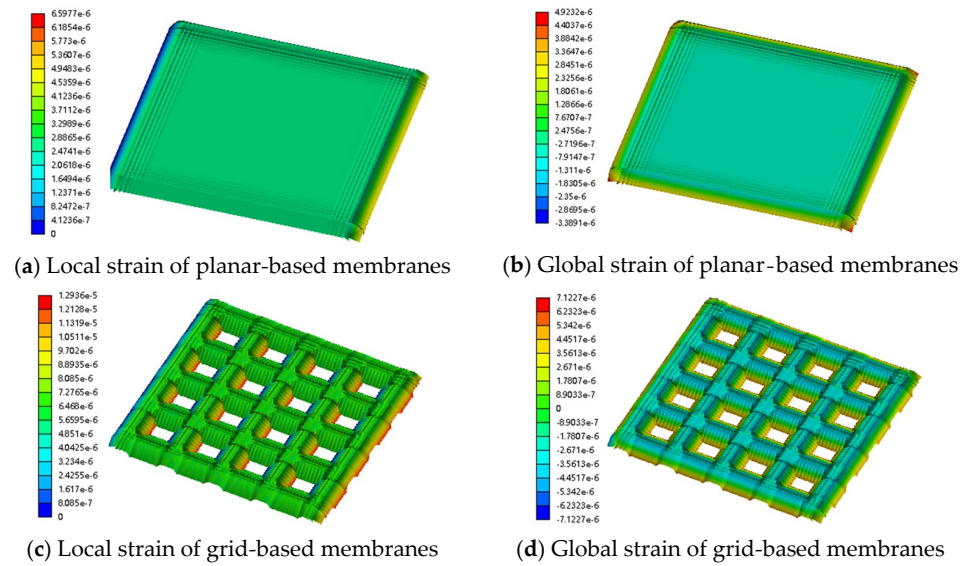 6.5977e-6
6.1854e-6
5.773e-6
5.3607e-6
4.9483e-6
4.5359e-6
4.1236e-6
3.7112e-6
3.2989e-6
2.8865e-6
2.4741e-6
2.0618e-6
1.6494e-6
1.2371e-6
8.2472e-7
4.1236e-7
0
4.9232e-6
4.4037e-6
3.8842e-6
3.3647e-6
2.8451e-6
2.3256e-6
1.8061e-6
1.2866e-6
7.6707e-7
2.4756e-7
-2.7196e-7
-7.9147e-7
-1.311e-6
-1.8305e-6
-2.35e-6
-2.8695e-6
-3.3891e-6
(a) Local strain of planar-based membranes
(b) Global strain of planar-based membranes
1.2936e-5
1.2128e-5
1.1319e-5
1.0511e-5
9.702e-6
8.8935e-6
8.085e-6
7.2765e-6
6.468e-6
5.6595e-6
4.851e-6
4.0425e-6
3.234e-6
2.4255e-6
1.617e-6
8.085e-7
0
7.1227e-6
6.2323e-6
5.342e-6
4.4517e-6
3.5613e-6
2.671e-6
1.7807e-6
8.9033e-7
0
-8.9033e-7
-1.7807e-6
-2.671e-6
-3.5613e-6
-4.4517e-6
-5.342e-6
-6.2323e-6
-7.1227e-6
(c) Local strain of grid-based membranes
(d) Global strain of grid-based membranes